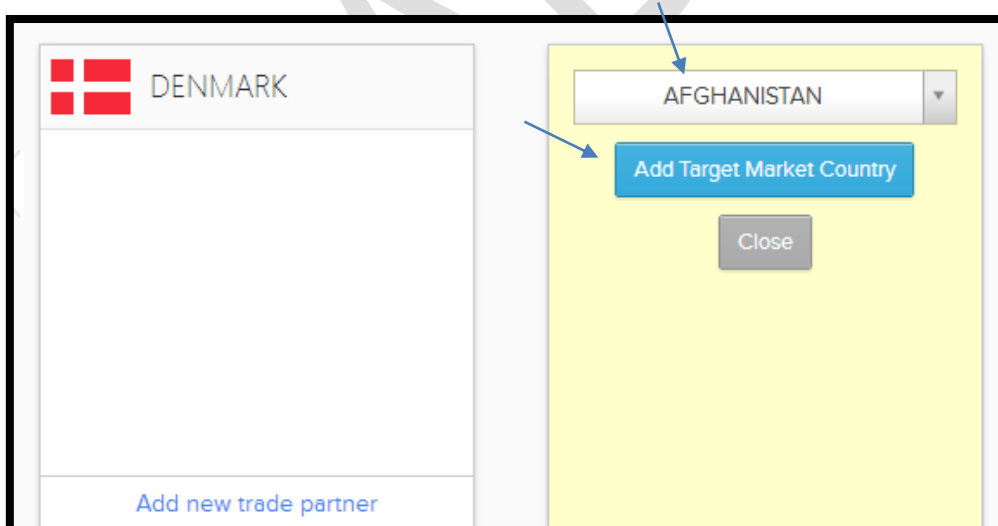 DENMARK
Add new trade partner
AFGHANISTAN
Add Target Market Country
Close